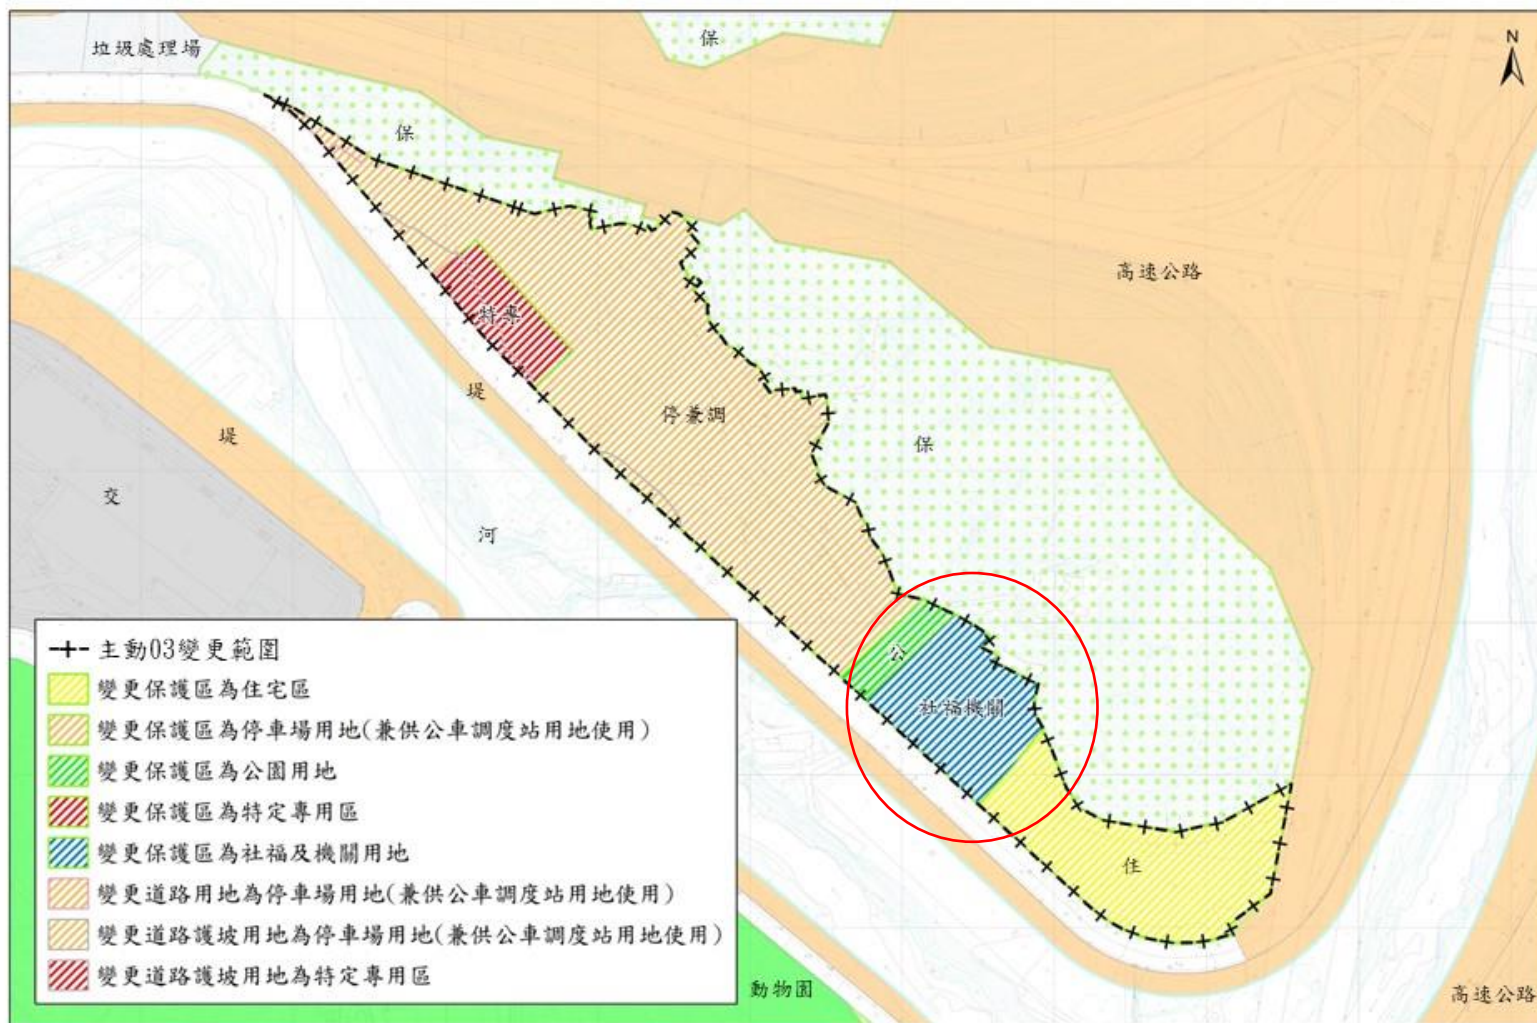 垃圾處理場
保
N
保
高速公路
特專
堤
停兼調
保
堤
交
河
公
社福機關
住
主動03變更範圍
變更保護區為住宅區
變更保護區為停車場用地(兼供公車調度站用地使用)
變更保護區為公園用地
變更保護區為特定專用區
變更保護區為社福及機關用地
變更道路用地為停車場用地(兼供公車調度站用地使用)
變更道路護坡用地為停車場用地(兼供公車調度站用地使用)
變更道路護坡用地為特定專用區
動物園
高速公路